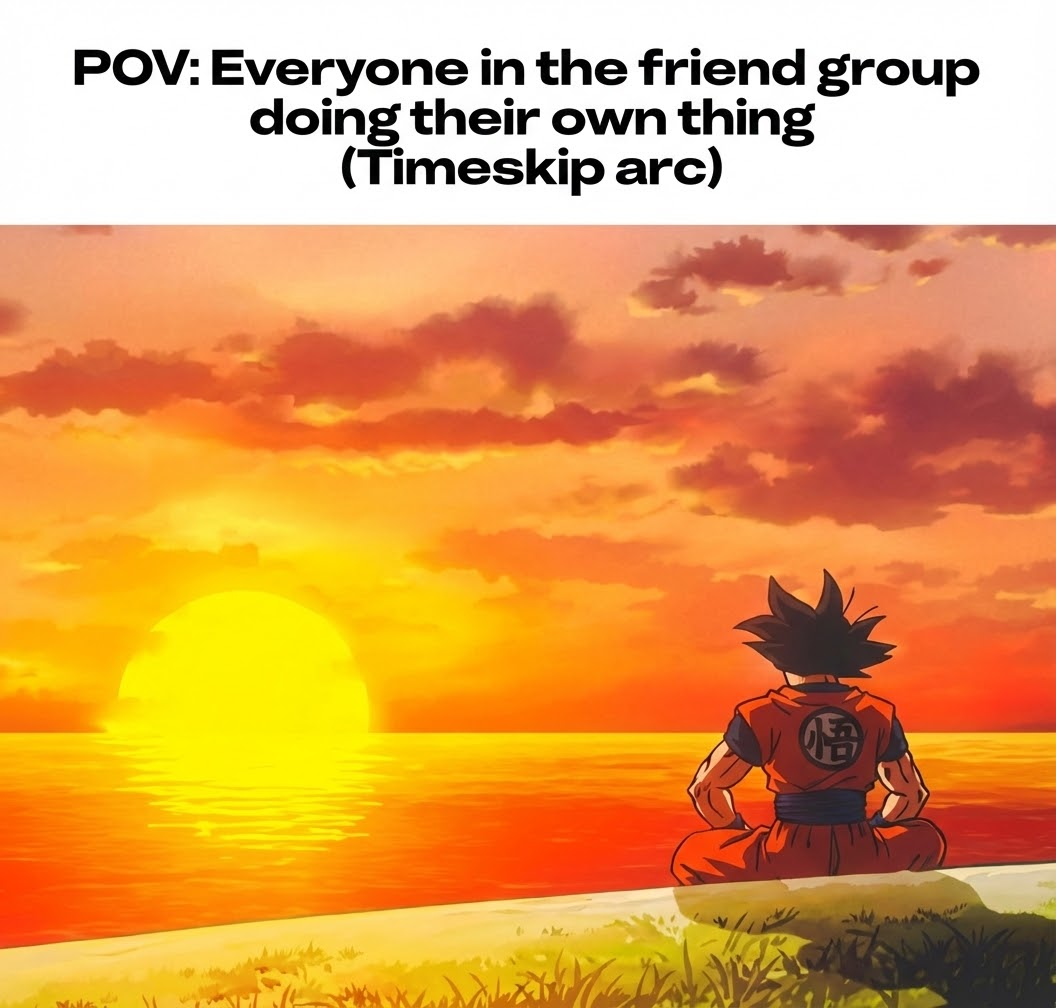 POV: Everyone in the friend group
doing their own thing
(Timeskip arc)
悟